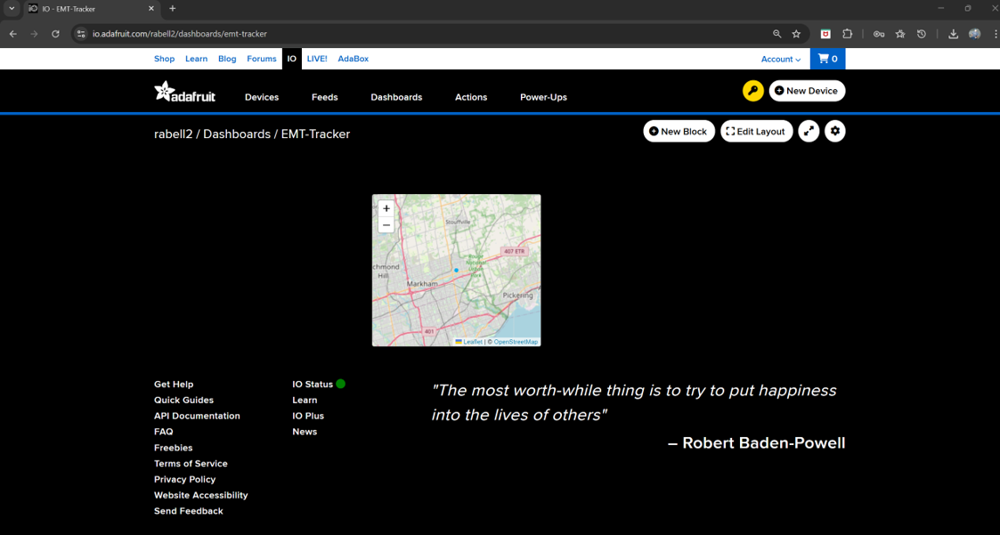 IO - EMT-Tracker
io.adafruit.com/rabell2/dashboards/emt-tracker
Shop Learn Blog Forums IO LIVE! AdaBox Account 0
adafruit Devices Feeds Dashboards Actions Power-Ups New Device
rabell2 / Dashboards / EMT-Tracker New Block Edit Layout
+
−
Stouffville
407 ETR
Rouge
National
Urban
Park
chmond
Hill
Markham
Pickering
401
Leaflet | © OpenStreetMap
Get Help
Quick Guides
API Documentation
FAQ
Freebies
Terms of Service
Privacy Policy
Website Accessibility
Send Feedback
IO Status
Learn
IO Plus
News
"The most worth-while thing is to try to put happiness
into the lives of others"
– Robert Baden-Powell